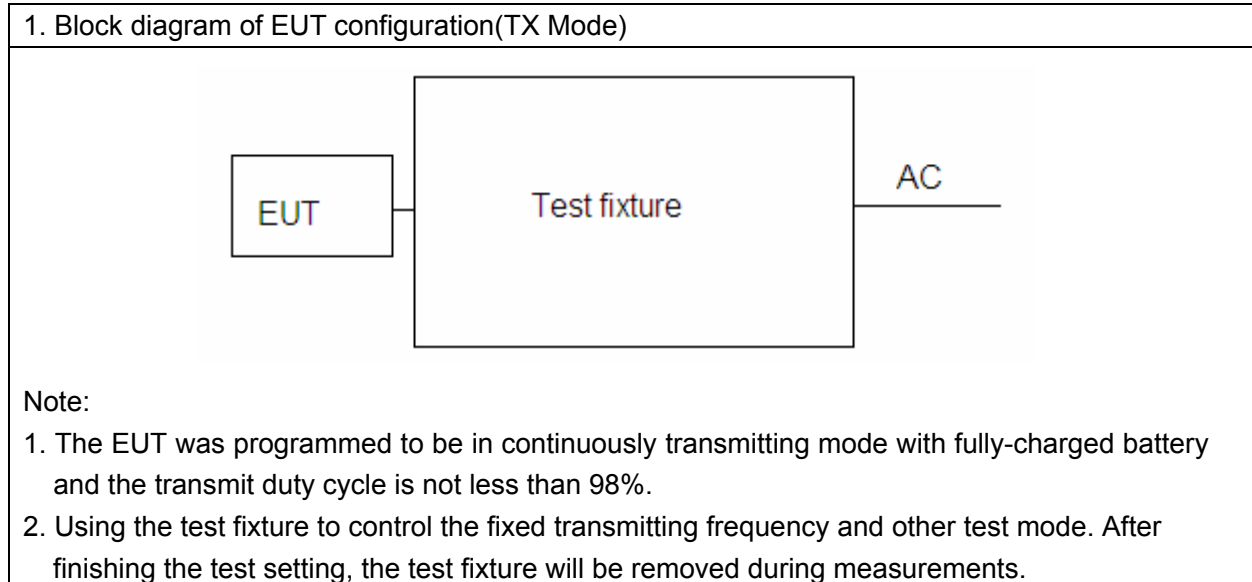 1. Block diagram of EUT configuration(TX Mode)
EUT
Test fixture
AC
Note:
1. The EUT was programmed to be in continuously transmitting mode with fully-charged battery
and the transmit duty cycle is not less than 98%.
2. Using the test fixture to control the fixed transmitting frequency and other test mode. After
finishing the test setting, the test fixture will be removed during measurements.